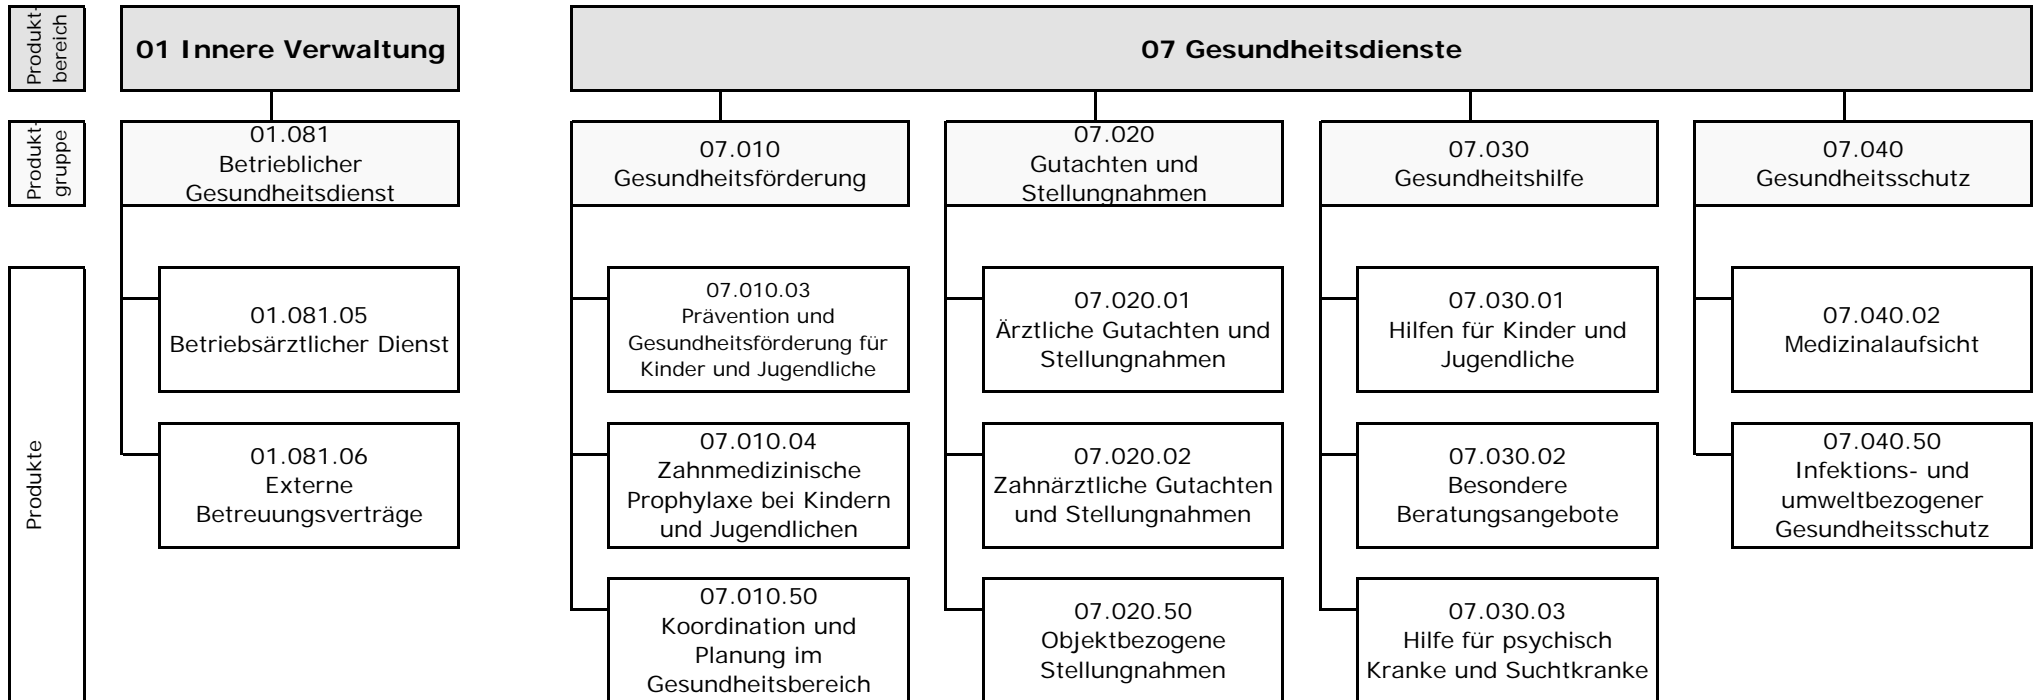 Produkt-
bereich
01 Innere Verwaltung
07 Gesundheitsdienste
Produkt-
gruppe
01.081
Betrieblicher
Gesundheitsdienst
07.010
Gesundheitsförderung
07.020
Gutachten und
Stellungnahmen
07.030
Gesundheitshilfe
07.040
Gesundheitsschutz
Produkte
01.081.05
Betriebsärztlicher Dienst
07.010.03
Prävention und
Gesundheitsförderung für
Kinder und Jugendliche
07.020.01
Ärztliche Gutachten und
Stellungnahmen
07.030.01
Hilfen für Kinder und
Jugendliche
07.040.02
Medizinalaufsicht
01.081.06
Externe
Betreuungsverträge
07.010.04
Zahnmedizinische
Prophylaxe bei Kindern
und Jugendlichen
07.020.02
Zahnärztliche Gutachten
und Stellungnahmen
07.030.02
Besondere
Beratungsangebote
07.040.50
Infektions- und
umweltbezogener
Gesundheitsschutz
07.010.50
Koordination und
Planung im
Gesundheitsbereich
07.020.50
Objektbezogene
Stellungnahmen
07.030.03
Hilfe für psychisch
Kranke und Suchtkranke